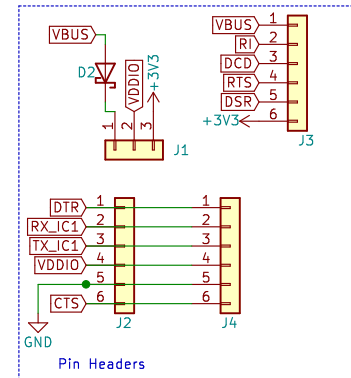 VBUS
D2
VDDIO
+3V3
1
2
3
J1
VBUS 1
RI 2
DCD 3
RTS 4
DSR 5
+3V3 6
J3
DTR 1 1
RX_IC1 2 2
TX_IC1 3 3
VDDIO 4 4
5 5
CTS 6 6
J2 J4
GND
Pin Headers